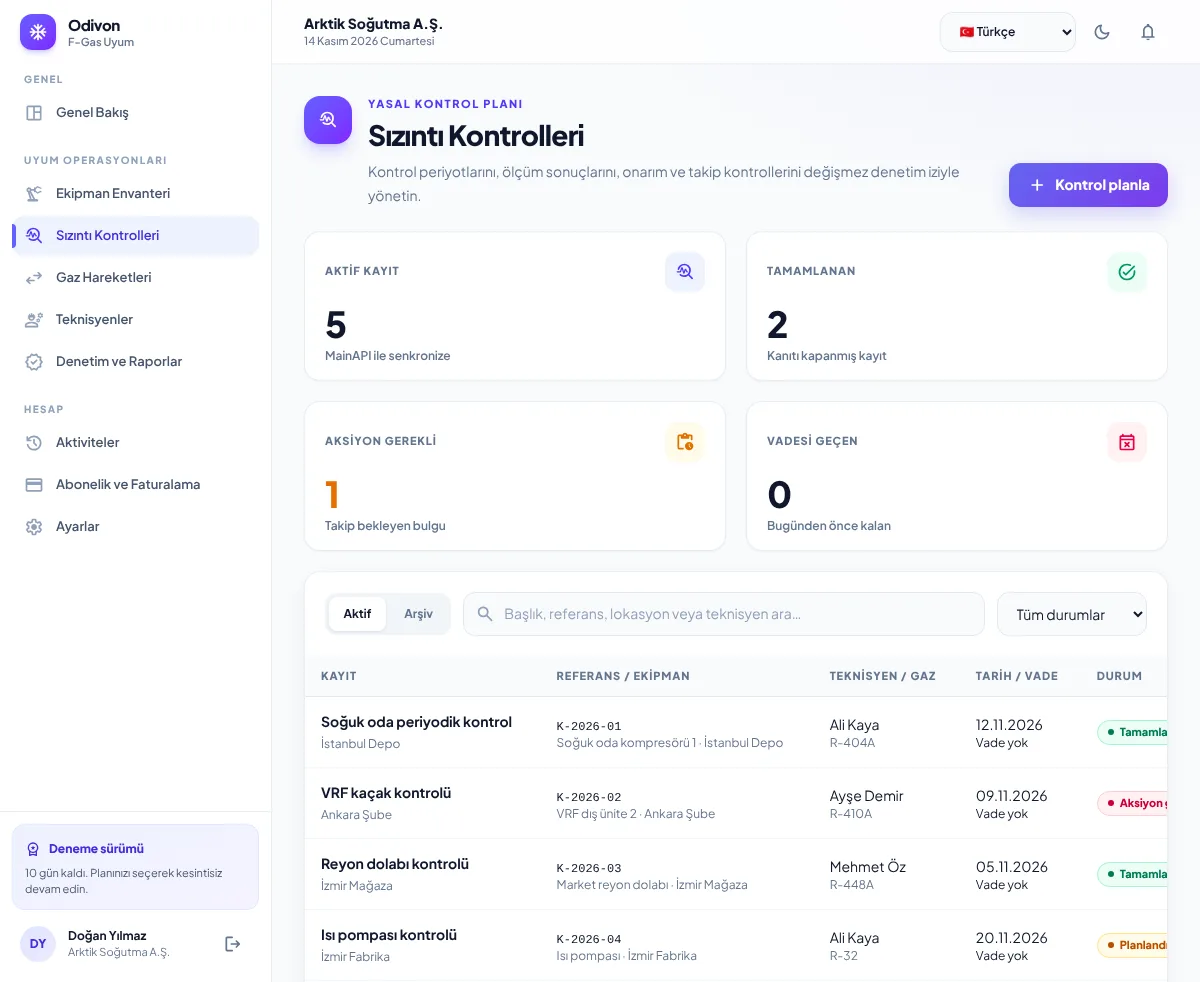 Odivon
F-Gas Uyum
GENEL
Genel Bakış
UYUM OPERASYONLARI
Ekipman Envanteri
Sızıntı Kontrolleri
Gaz Hareketleri
Teknisyenler
Denetim ve Raporlar
HESAP
Aktiviteler
Abonelik ve Faturalama
Ayarlar
Deneme sürümü
10 gün kaldı. Planınızı seçerek kesintisiz
devam edin.
DY
Doğan Yılmaz
Arktik Soğutma A.Ş.
Arktik Soğutma A.Ş.
14 Kasım 2026 Cumartesi
Türkçe
YASAL KONTROL PLANI
Sızıntı Kontrolleri
Kontrol periyotlarını, ölçüm sonuçlarını, onarım ve takip kontrollerini değişmez denetim iziyle
yönetin.
+ Kontrol planla
AKTİF KAYIT
5
MainAPI ile senkronize
TAMAMLANAN
2
Kanıtı kapanmış kayıt
AKSİYON GEREKLİ
1
Takip bekleyen bulgu
VADESİ GEÇEN
0
Bugünden önce kalan
Aktif Arşiv Başlık, referans, lokasyon veya teknisyen ara... Tüm durumlar
KAYIT REFERANS / EKİPMAN TEKNİSYEN / GAZ TARİH / VADE DURUM
Soğuk oda periyodik kontrol K-2026-01 Ali Kaya 12.11.2026 Tamamla
İstanbul Depo Soğuk oda kompresörü 1 · İstanbul Depo R-404A Vade yok
VRF kaçak kontrolü K-2026-02 Ayşe Demir 09.11.2026 Aksiyon
Ankara Şube VRF dış ünite 2 · Ankara Şube R-410A Vade yok
Reyon dolabı kontrolü K-2026-03 Mehmet Öz 05.11.2026 Tamamla
İzmir Mağaza Market reyon dolabı · İzmir Mağaza R-448A Vade yok
Isı pompası kontrolü K-2026-04 Ali Kaya 20.11.2026 Planland
İzmir Fabrika Isı pompası · İzmir Fabrika R-32 Vade yok